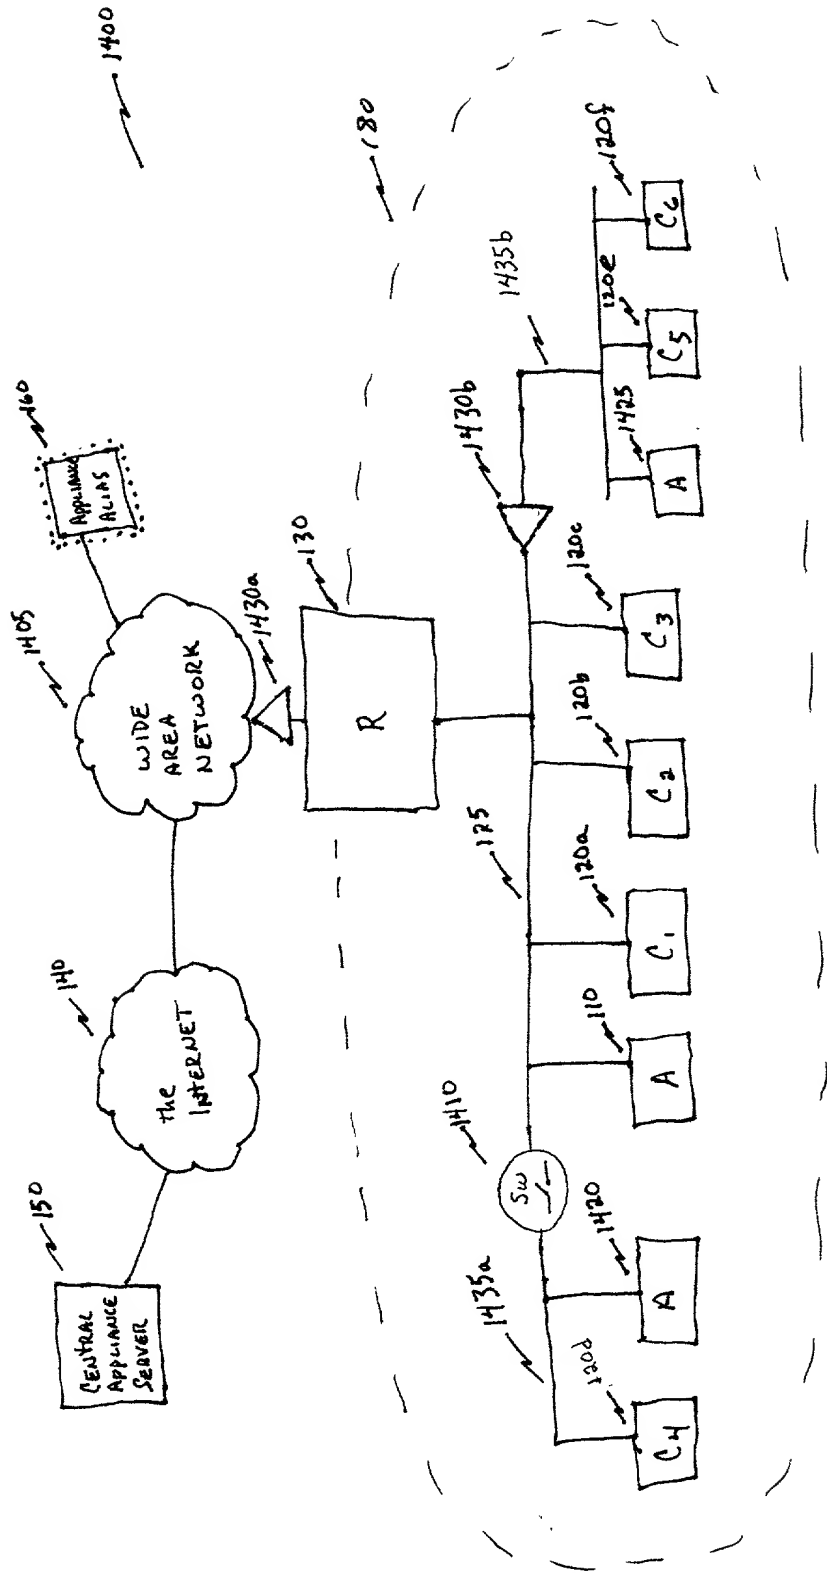 1400
150
CENTRAL
APPLIANCE
SERVER
140
the
INTERNET
1405
WIDE
AREA
NETWORK
160
APPLIANCE
ALIAS
1430a
130
R
180
125
1435a
1410
SW
1430b
1435b
120d
C4
1420
A
110
A
120a
C1
120b
C2
120c
C3
1425
A
120e
C5
120f
C6